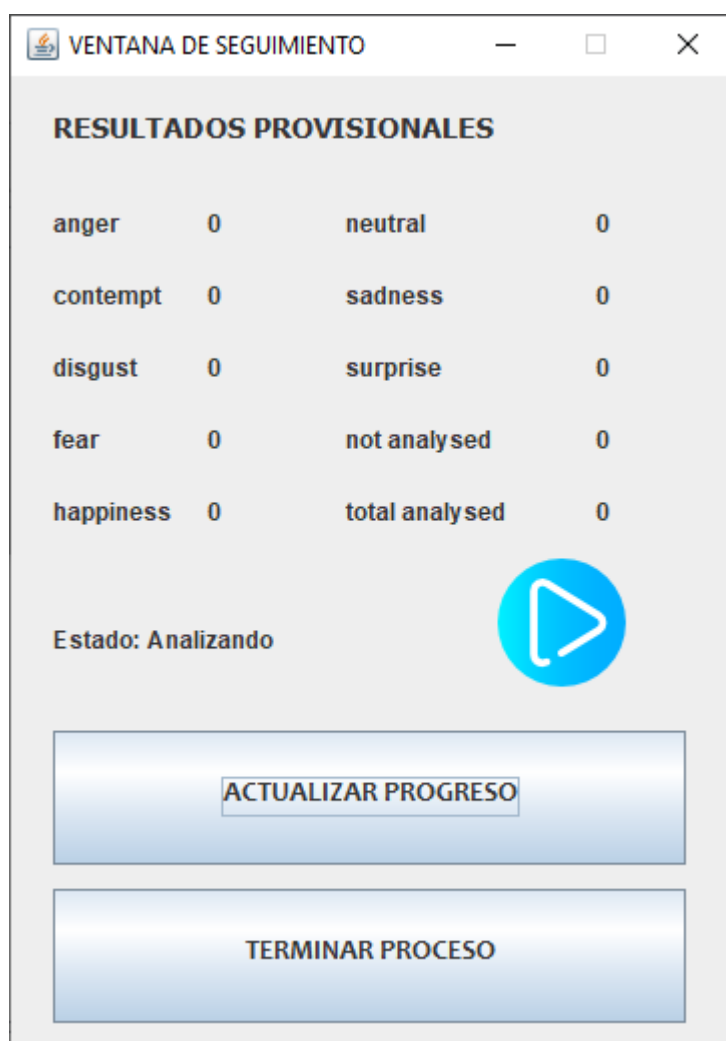 VENTANA DE SEGUIMIENTO
RESULTADOS PROVISIONALES
anger 0 neutral 0
contempt 0 sadness 0
disgust 0 surprise 0
fear 0 not analysed 0
happiness 0 total analysed 0
Estado: Analizando
ACTUALIZAR PROGRESO
TERMINAR PROCESO